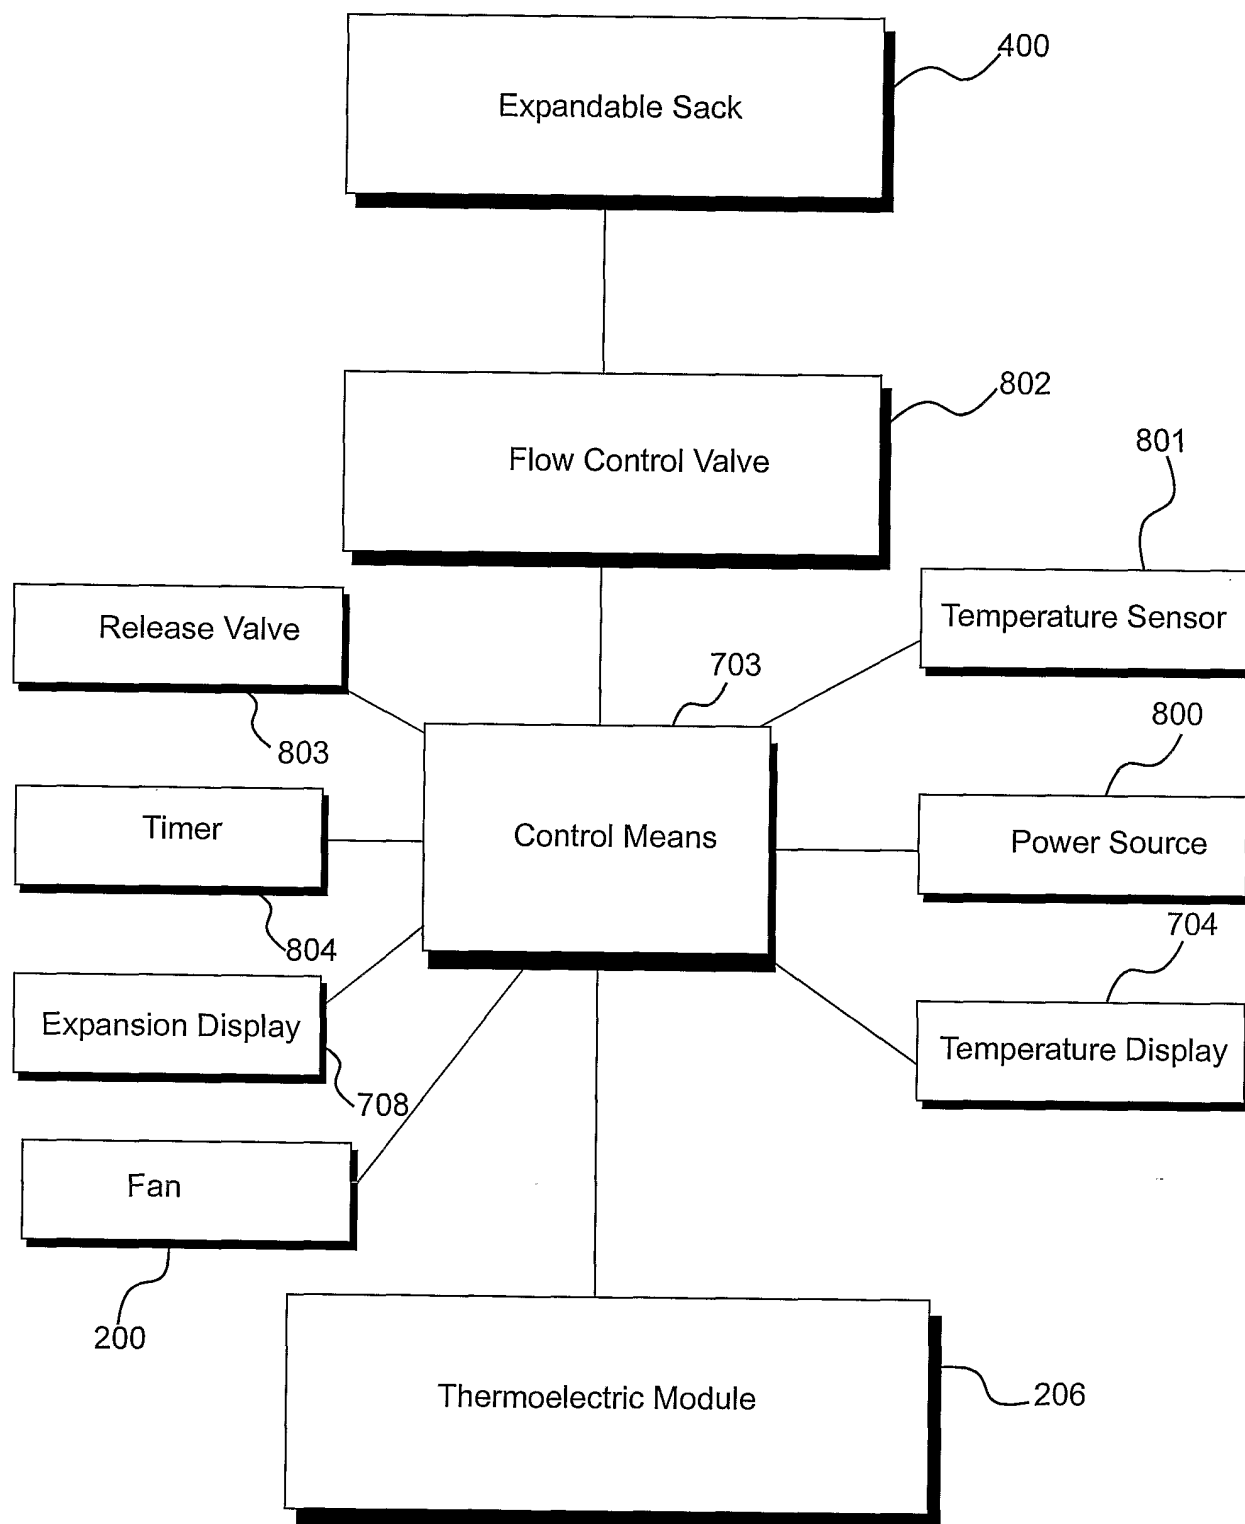 400
Expandable Sack
802
Flow Control Valve
801
Temperature Sensor
Release Valve
703
800
803
Timer
Control Means
Power Source
804
704
Expansion Display
Temperature Display
708
Fan
200
Thermoelectric Module
206